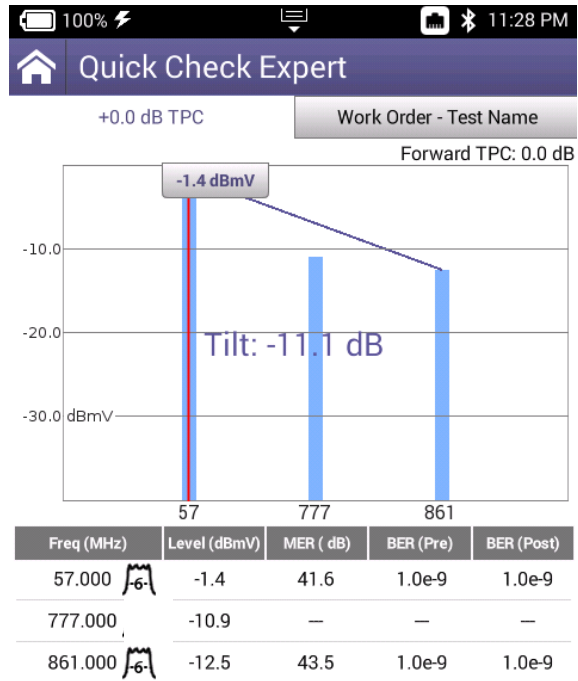 100% 11:28 PM
Quick Check Expert
+0.0 dB TPC Work Order - Test Name
Forward TPC: 0.0 dB
-1.4 dBmV
-10.0
-20.0
Tilt: -11.1 dB
-30.0 dBmV
57 777 861
Freq (MHz) Level (dBmV) MER ( dB) BER (Pre) BER (Post)
57.000 -6- -1.4 41.6 1.0e-9 1.0e-9
777.000 -10.9 --- --- ---
861.000 -6- -12.5 43.5 1.0e-9 1.0e-9